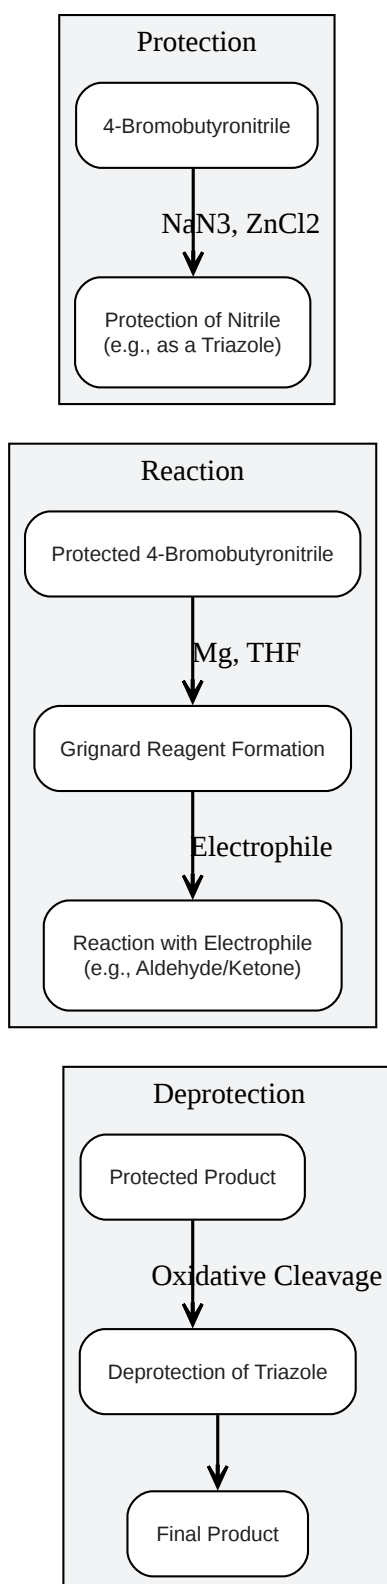 Protection
4-Bromobutyronitrile
NaN3, ZnCl2
Protection of Nitrile
(e.g., as a Triazole)
Reaction
Protected 4-Bromobutyronitrile
Mg, THF
Grignard Reagent Formation
Electrophile
Reaction with Electrophile
(e.g., Aldehyde/Ketone)
Deprotection
Protected Product
Oxidative Cleavage
Deprotection of Triazole
Final Product